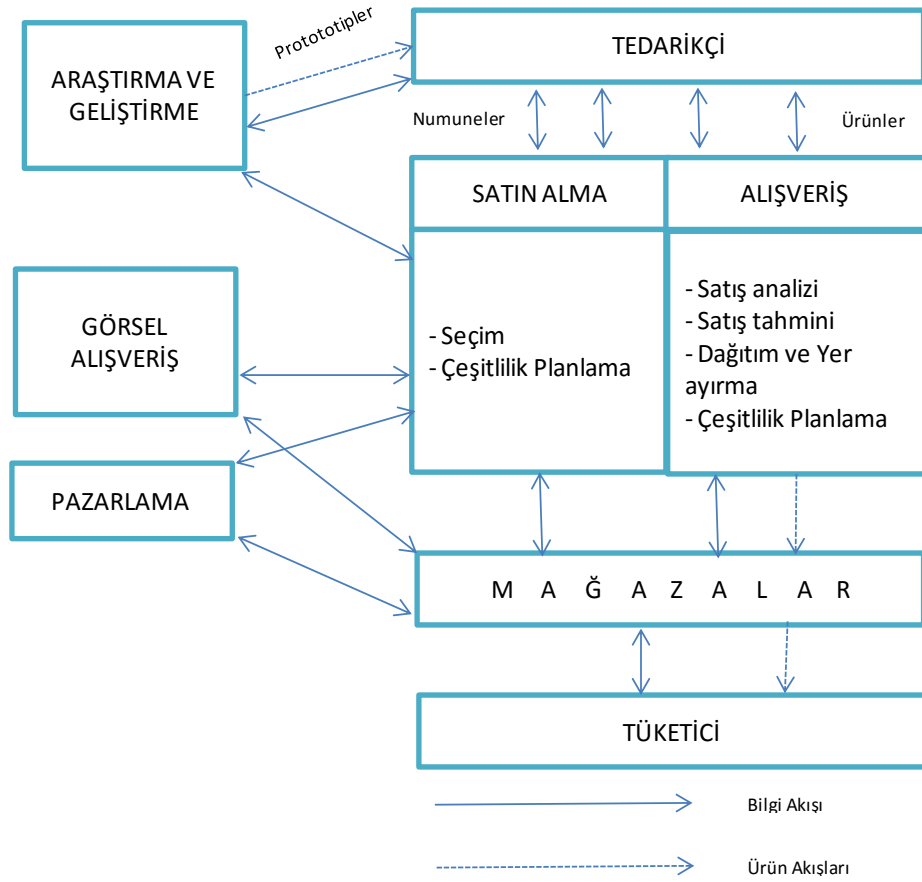 Protototipler
TEDARİKÇİ
ARAŞTIRMA VE
GELİŞTİRME
Numuneler
Ürünler
SATIN ALMA
ALIŞVERİŞ
- Seçim
- Çeşitlilik Planlama
- Satış analizi
- Satış tahmini
- Dağıtım ve Yer
ayırma
- Çeşitlilik Planlama
GÖRSEL
ALIŞVERİŞ
PAZARLAMA
M A Ğ A Z A L A R
TÜKETİCİ
Bilgi Akışı
Ürün Akışları